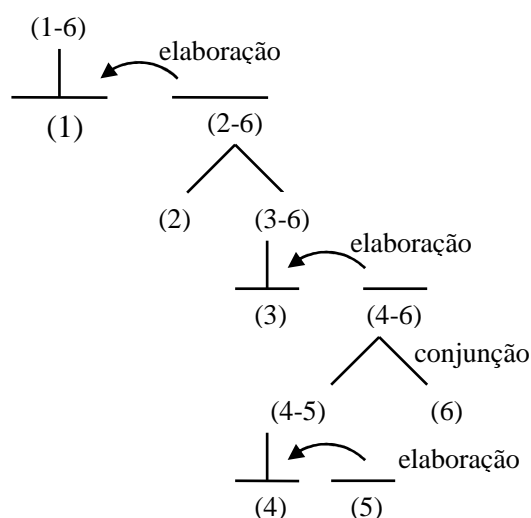 (1-6)
elaboração
(1)
(2-6)
(2)
(3-6)
elaboração
(3)
(4-6)
conjunção
(4-5)
(6)
elaboração
(4)
(5)